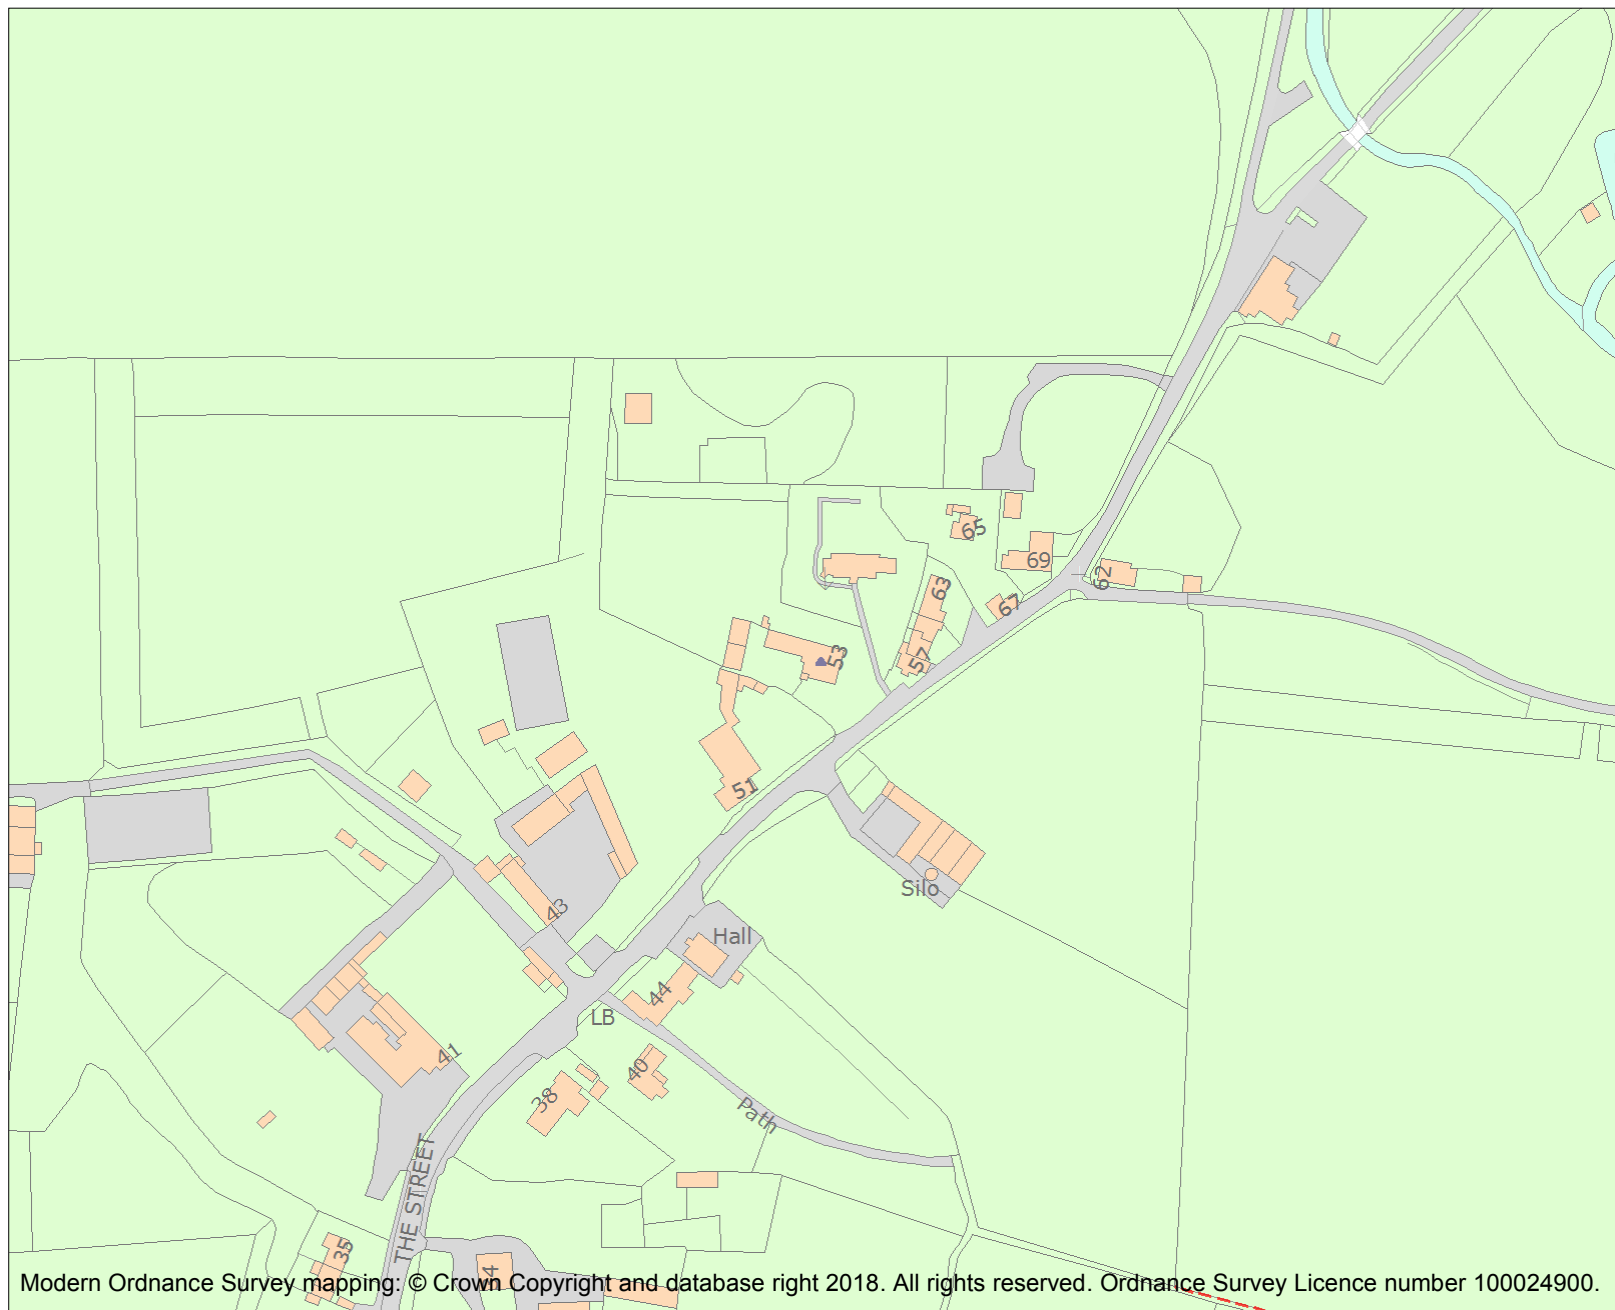 65
69
62
63
67
57
53
51
Silo
43
Hall
44
LB
41
40
38
Path
THE STREET
35
Modern Ordnance Survey mapping: © Crown Copyright and database right 2018. All rights reserved. Ordnance Survey Licence number 100024900.